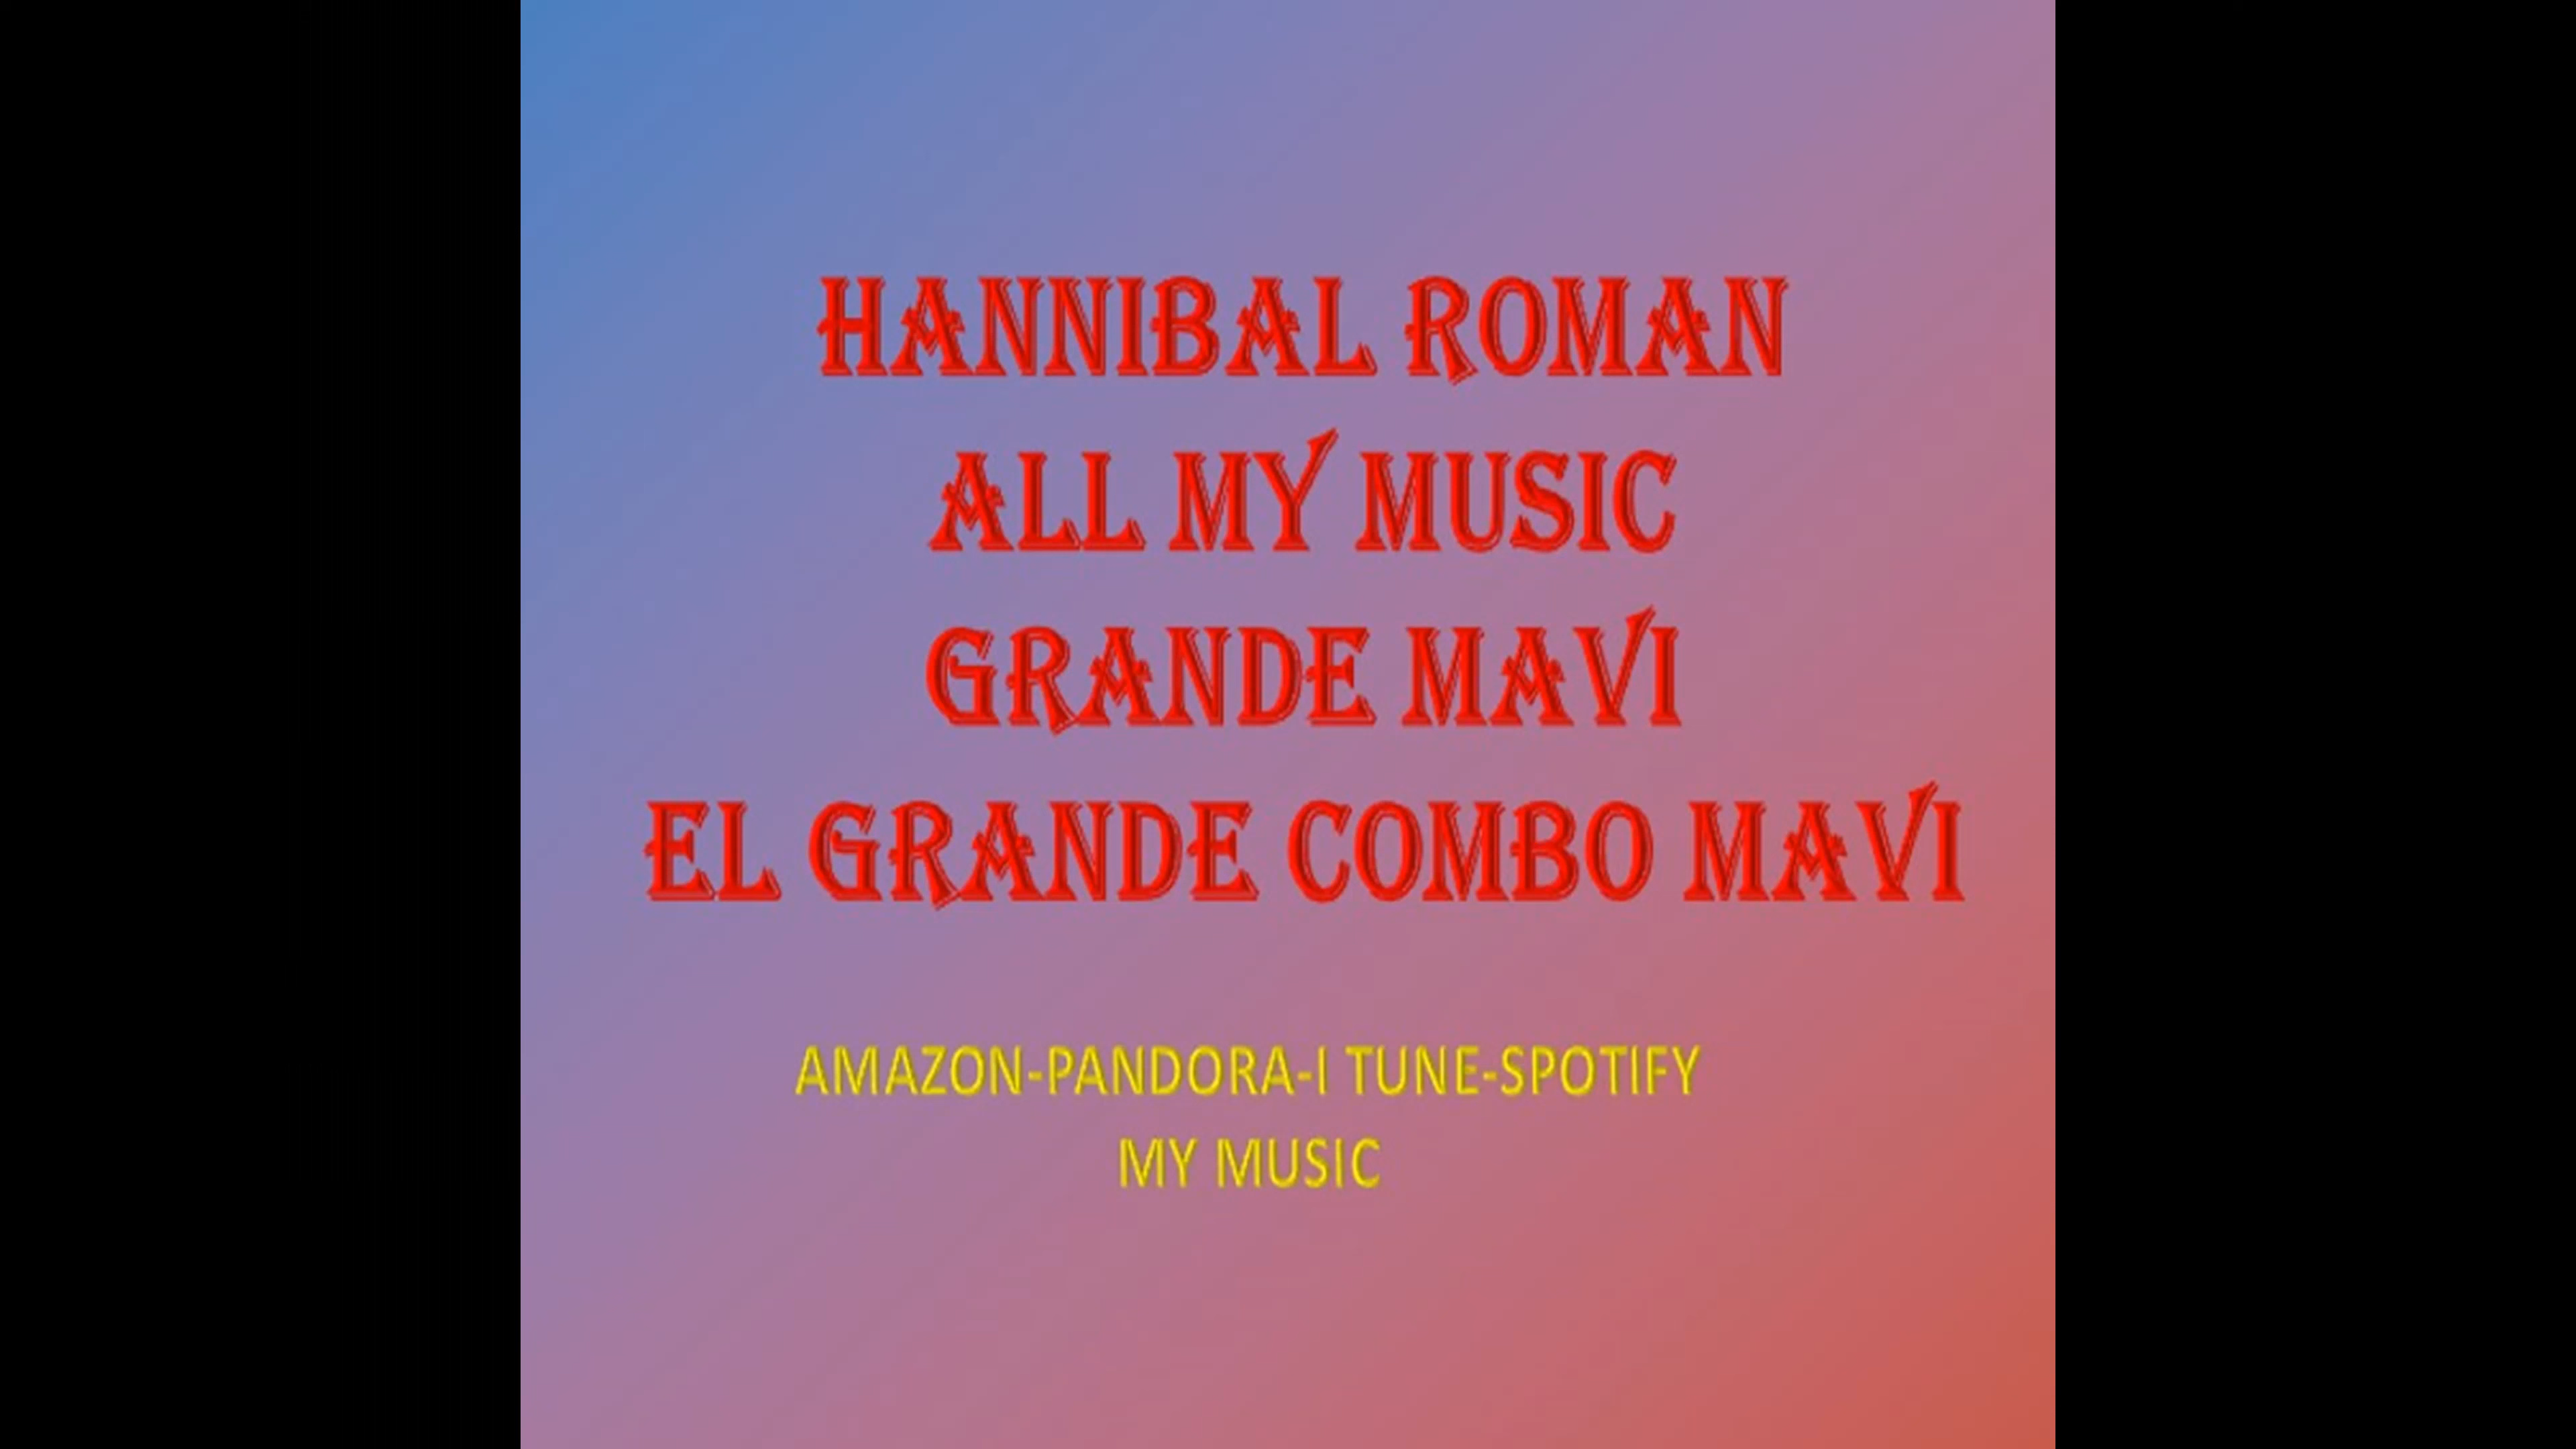 HANNIBAL ROMAN
ALL MY MUSIC
GRANDE MAVI
EL GRANDE COMBO MAVI
AMAZON-PANDORA-I TUNE-SPOTIFY
MY MUSIC